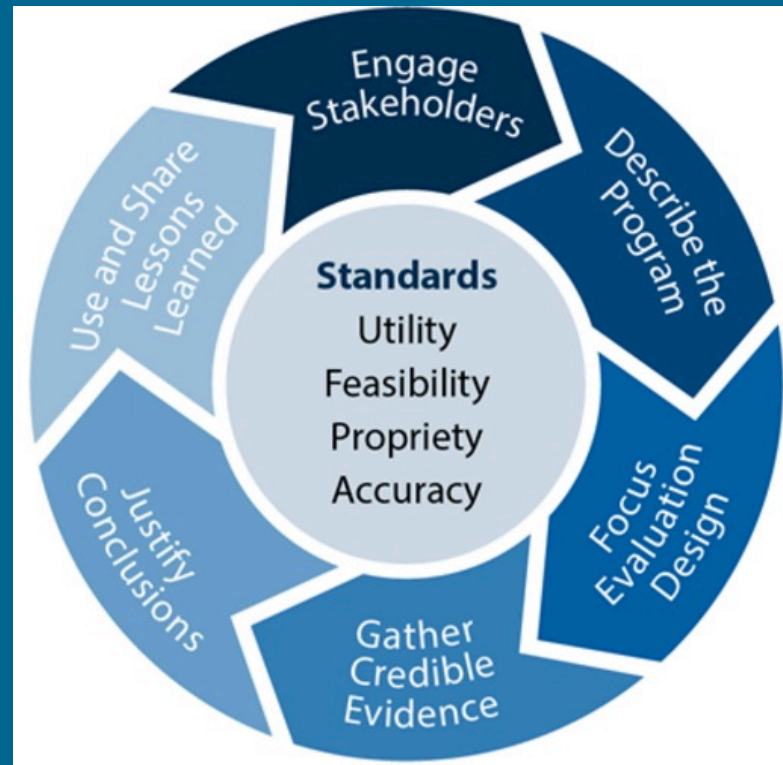 Engage
Stakeholders
Describe the
Program
Focus
Evaluation
Design
Gather
Credible
Evidence
Justify
Conclusions
Use and Share
Lessons
Learned
Standards
Utility
Feasibility
Propriety
Accuracy